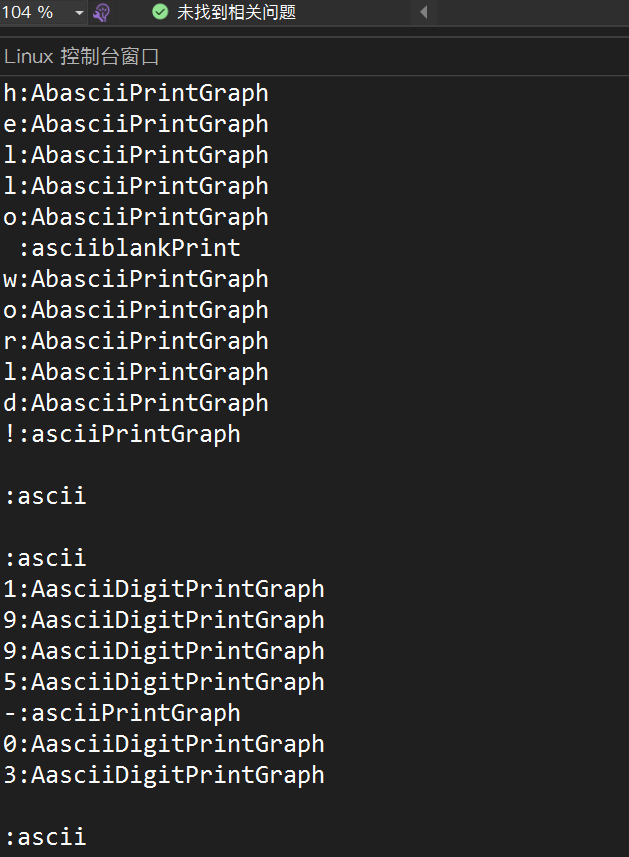 104 % 未找到相关问题
Linux 控制台窗口
h:AbasciiPrintGraph
e:AbasciiPrintGraph
l:AbasciiPrintGraph
l:AbasciiPrintGraph
o:AbasciiPrintGraph
 :asciiblankPrint
w:AbasciiPrintGraph
o:AbasciiPrintGraph
r:AbasciiPrintGraph
l:AbasciiPrintGraph
d:AbasciiPrintGraph
!:asciiPrintGraph

:ascii

:ascii
1:AasciiDigitPrintGraph
9:AasciiDigitPrintGraph
9:AasciiDigitPrintGraph
5:AasciiDigitPrintGraph
-:asciiPrintGraph
0:AasciiDigitPrintGraph
3:AasciiDigitPrintGraph

:ascii